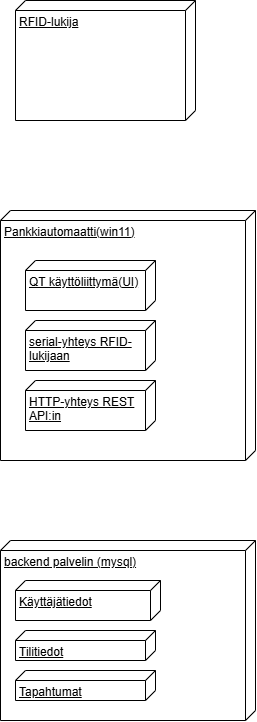 RFID-lukija
Pankkiautomaatti(win11)
QT käyttöliittymä(UI)
serial-yhteys RFID-
lukijaan
HTTP-yhteys REST
API:in
backend palvelin (mysql)
Käyttäjätiedot
Tilitiedot
Tapahtumat